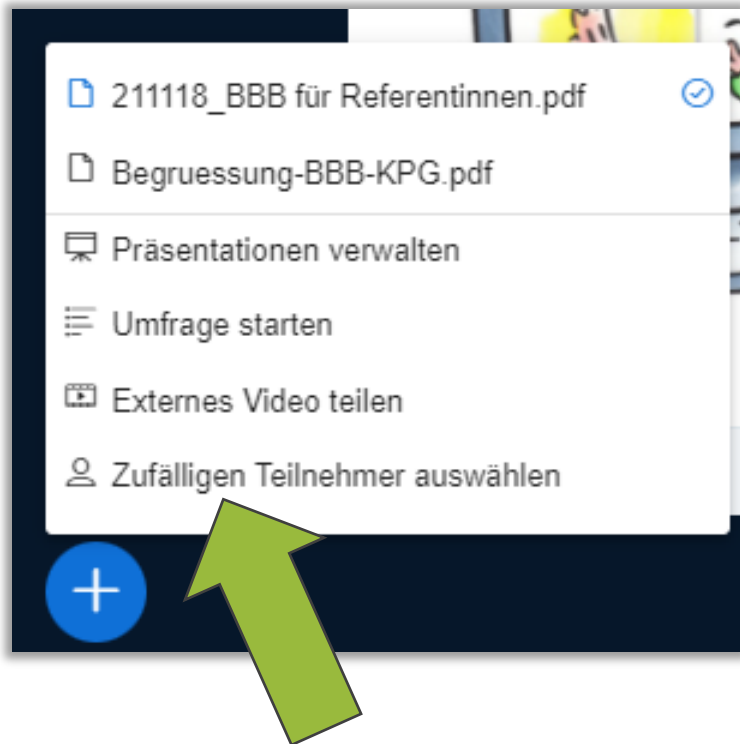 211118_BBB für Referentinnen.pdf
Begruessung-BBB-KPG.pdf
Präsentationen verwalten
Umfrage starten
Externes Video teilen
Zufälligen Teilnehmer auswählen